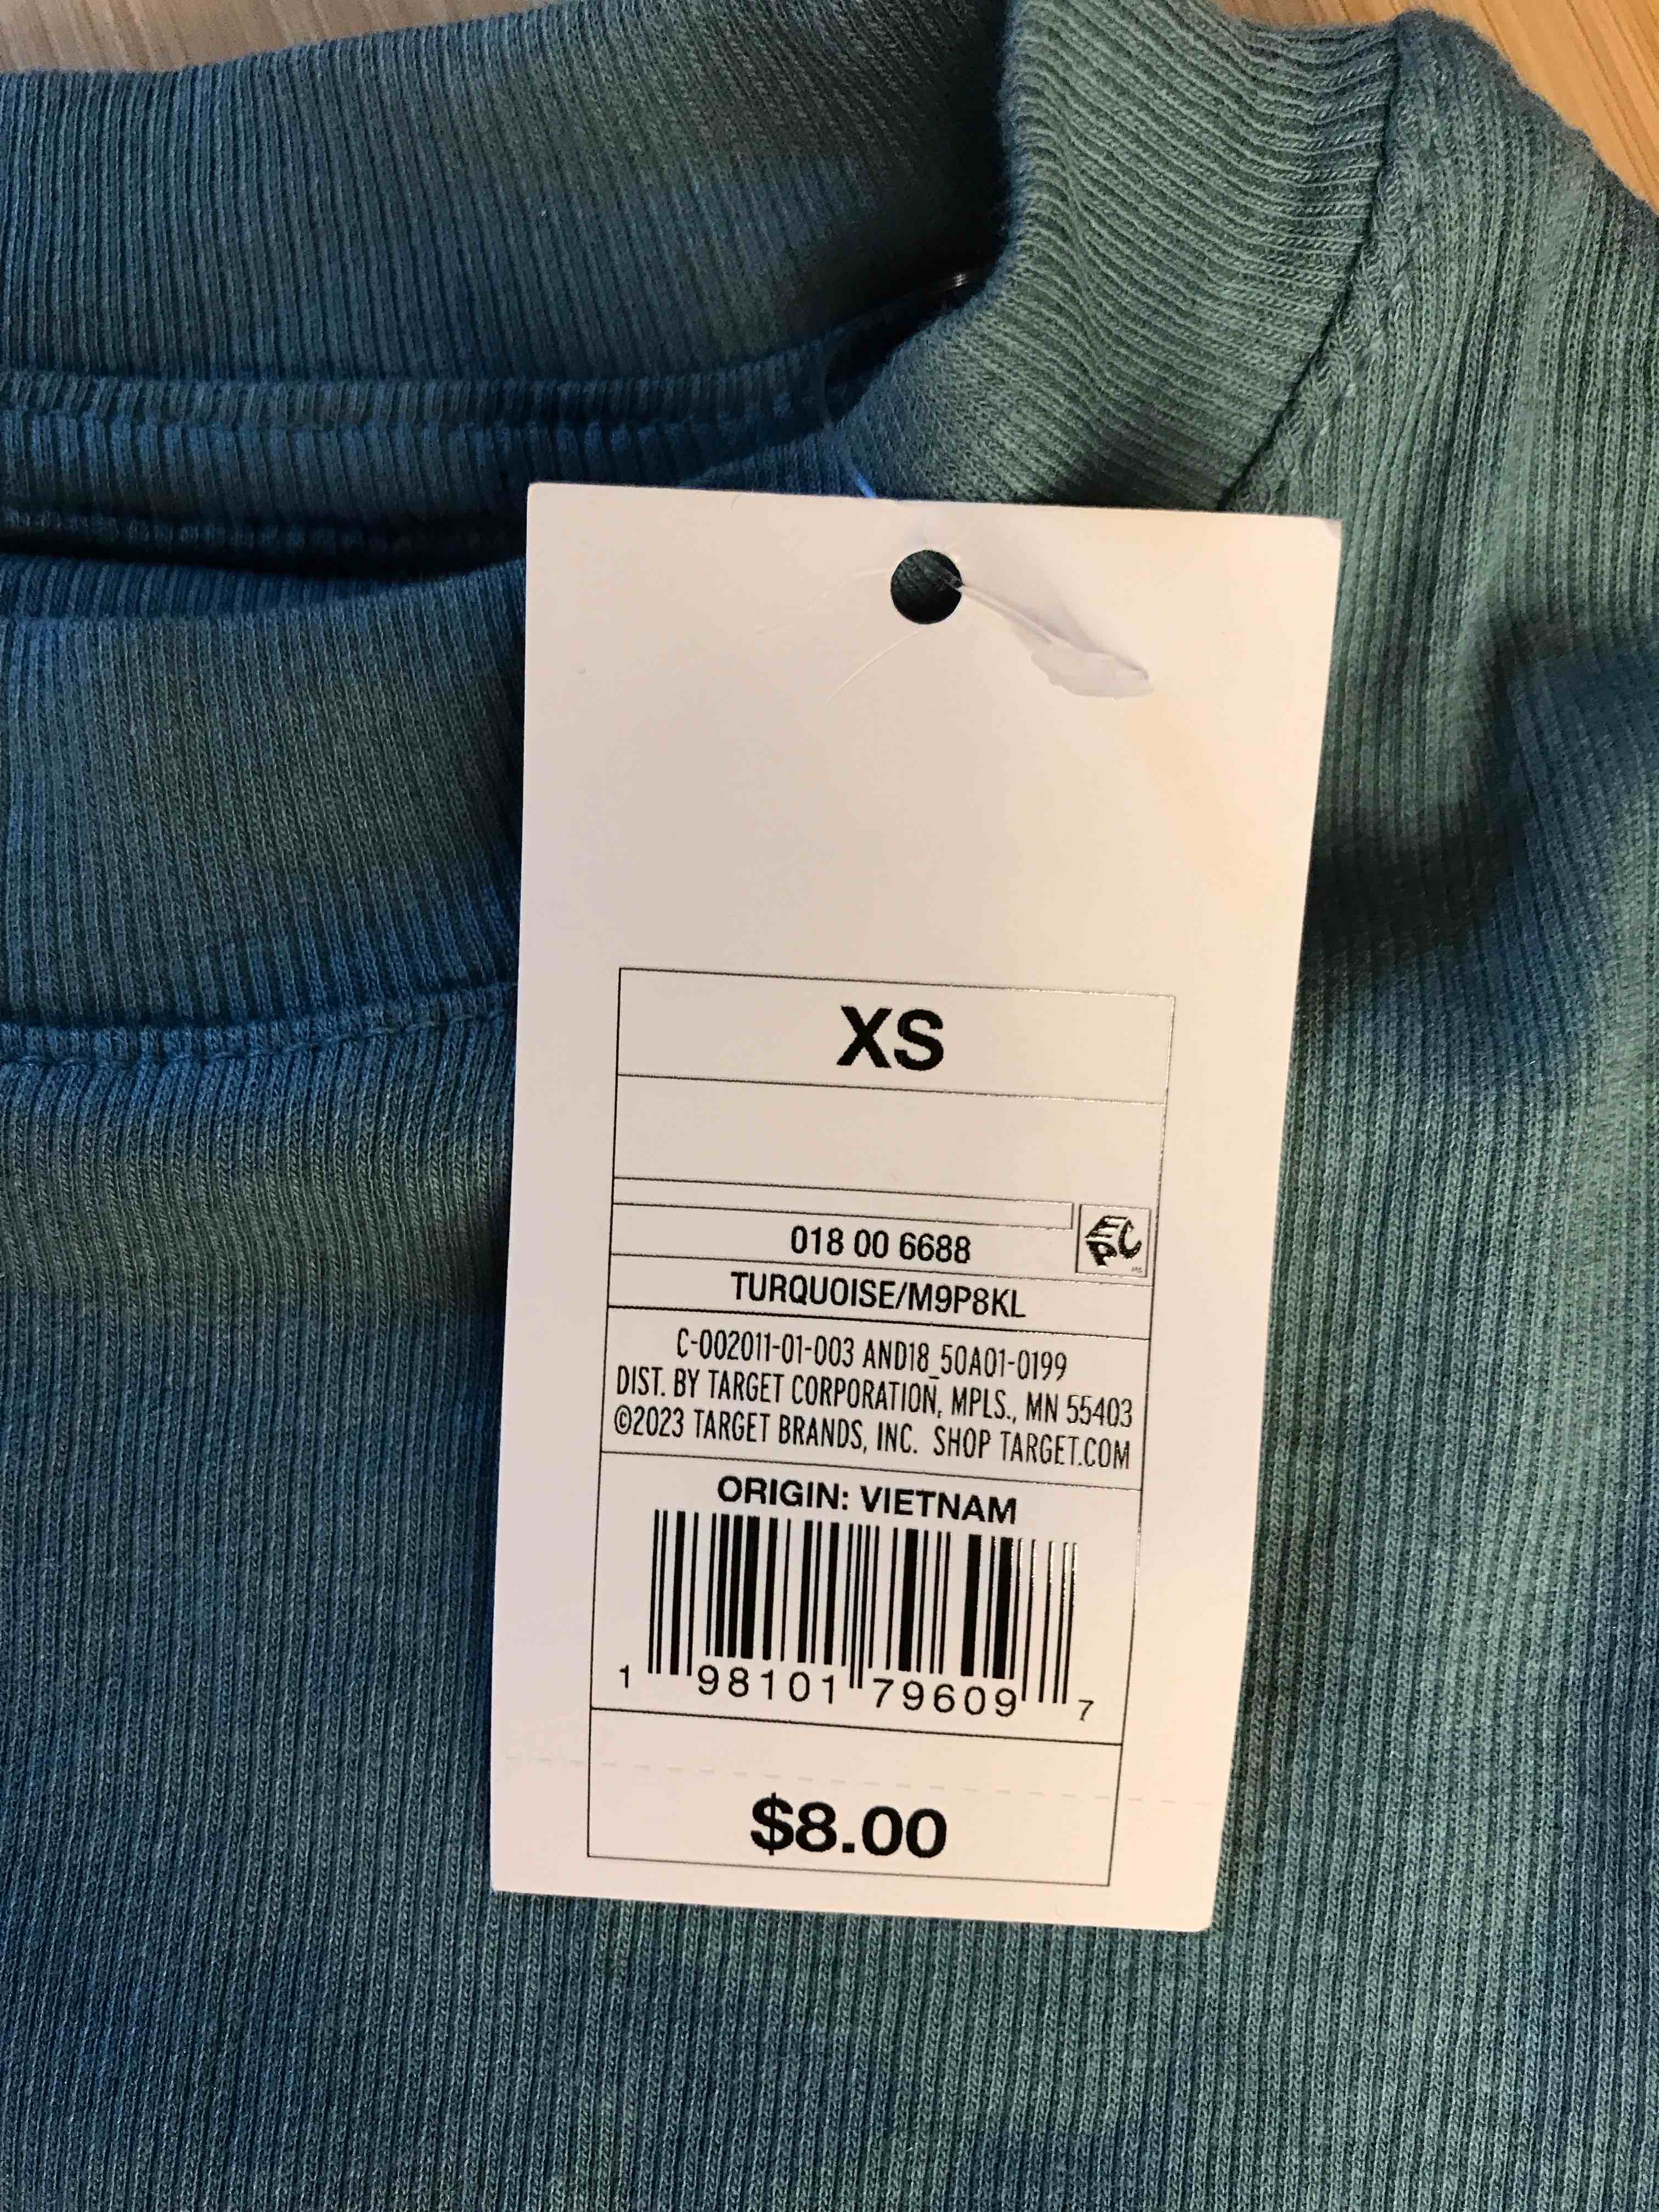 XS
018 00 6688
EPC
TURQUOISE/M9P8KL
C-002011-01-003 AND18_50A01-0199
DIST. BY TARGET CORPORATION, MPLS., MN 55403
©2023 TARGET BRANDS, INC. SHOP TARGET.COM
ORIGIN: VIETNAM
1 98101 79609 7
$8.00